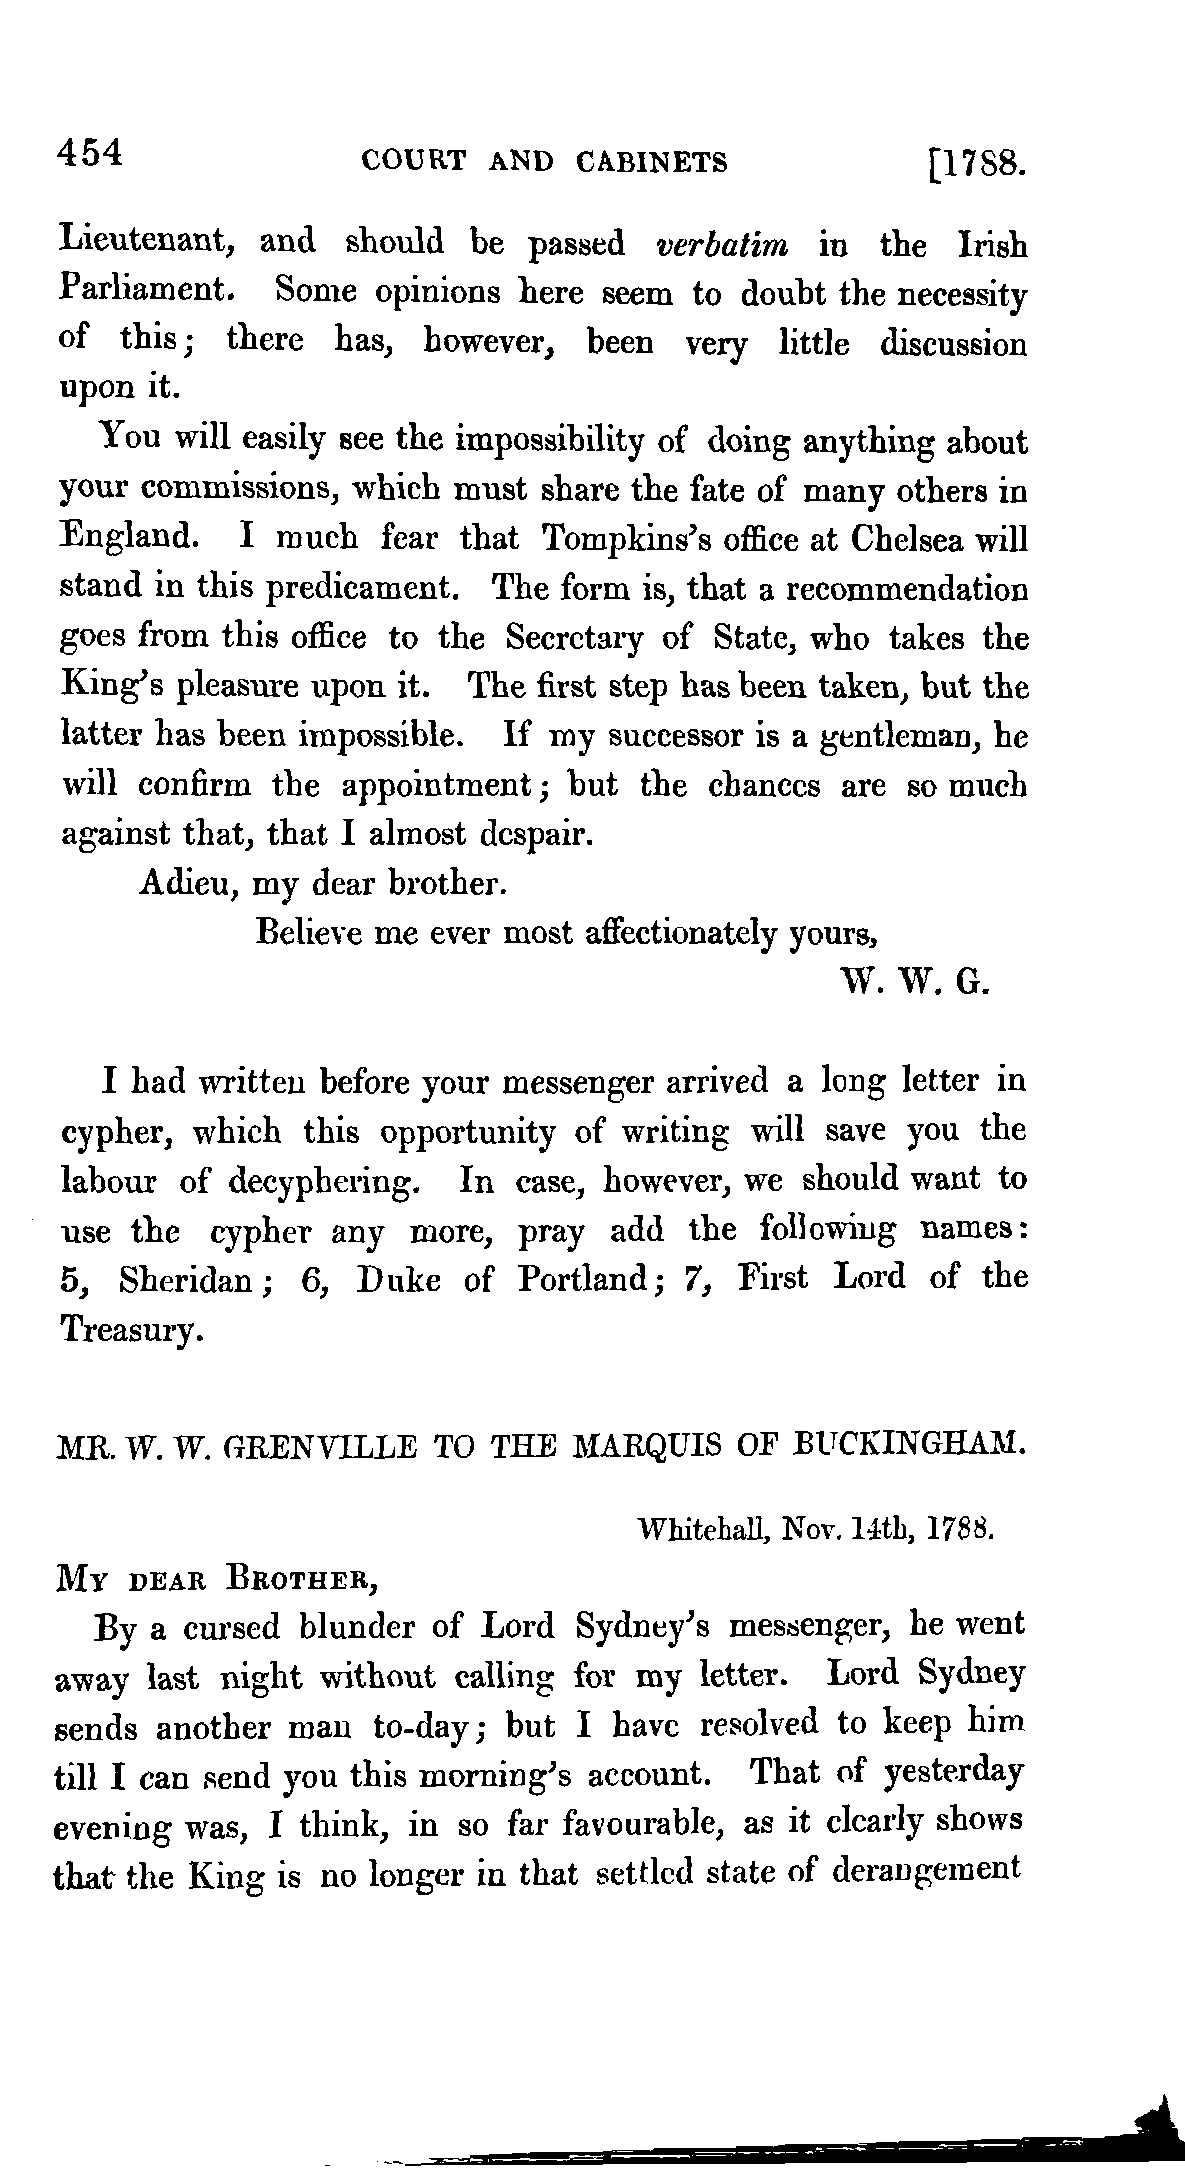 454 COURT AND CABINETS [1788.
Lieutenant, and should be passed verbatim in the Irish
Parliament. Some opinions here seem to doubt the necessity
of this; there has, however, been very little discussion
upon it.
You will easily see the impossibility of doing anything about
your commissions, which must share the fate of many others in
England. I much fear that Tompkins's office at Chelsea will
stand in this predicament. The form is, that a recommendation
goes from this office to the Secretary of State, who takes the
King's pleasure upon it. The first step has been taken, but the
latter has been impossible. If my successor is a gentleman, he
will confirm the appointment; but the chances are so much
against that, that I almost despair.
Adieu, my dear brother.
Believe me ever most affectionately yours,
W. W. G.
I had written before your messenger arrived a long letter in
cypher, which this opportunity of writing will save you the
labour of decyphering. In case, however, we should want to
use the cypher any more, pray add the following names:
5, Sheridan; 6, Duke of Portland; 7, First Lord of the
Treasury.
MR. W. W. GRENVILLE TO THE MARQUIS OF BUCKINGHAM.
Whitehall, Nov. 14th, 1788.
MY DEAR BROTHER,
By a cursed blunder of Lord Sydney's messenger, he went
away last night without calling for my letter. Lord Sydney
sends another man to-day; but I have resolved to keep him
till I can send you this morning's account. That of yesterday
evening was, I think, in so far favourable, as it clearly shows
that the King is no longer in that settled state of derangement